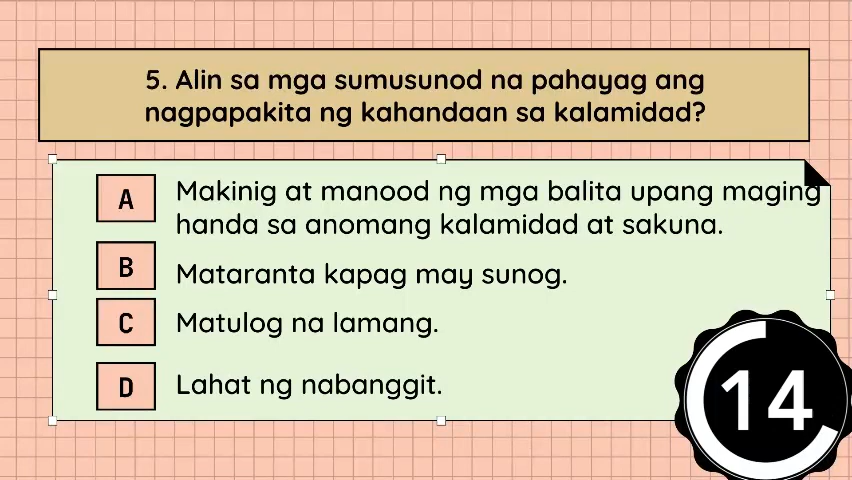 5. Alin sa mga sumusunod na pahayag ang
nagpapakita ng kahandaan sa kalamidad?
A Makinig at manood ng mga balita upang maging
handa sa anomang kalamidad at sakuna.
B Mataranta kapag may sunog.
C Matulog na lamang.
D Lahat ng nabanggit.
14